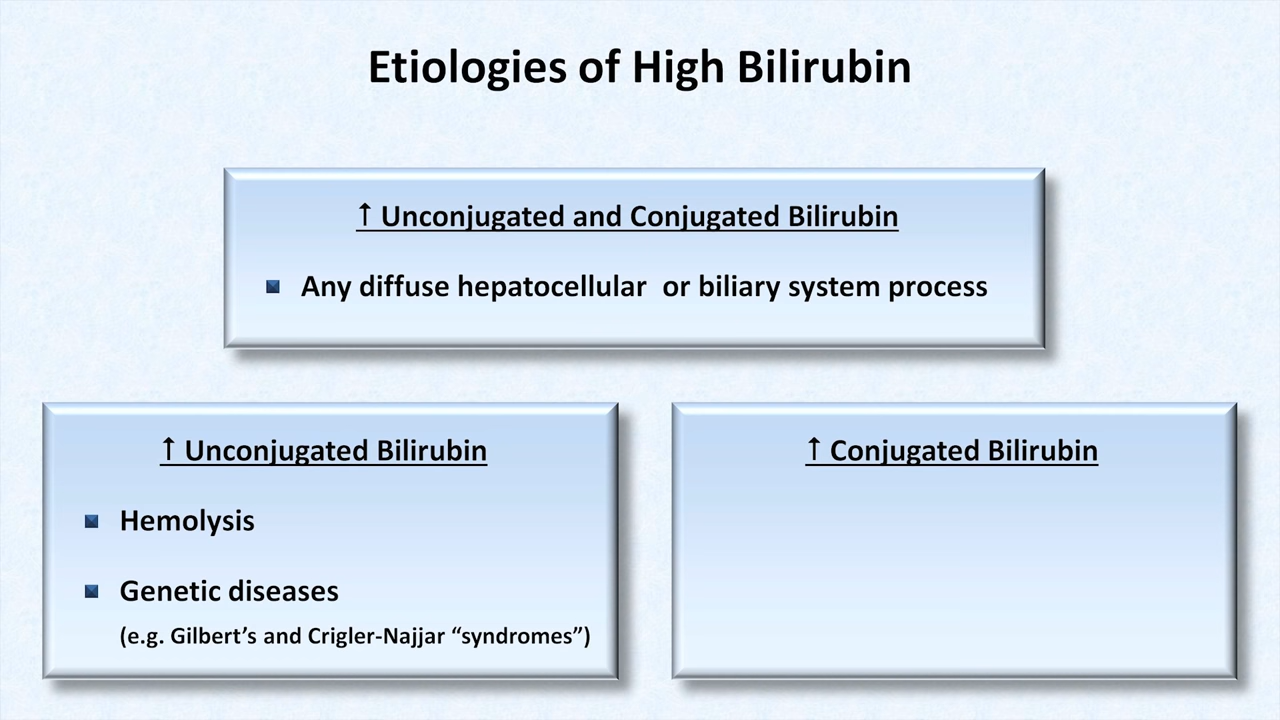 Etiologies of High Bilirubin
↑ Unconjugated and Conjugated Bilirubin
Any diffuse hepatocellular or biliary system process
↑ Unconjugated Bilirubin
Hemolysis
Genetic diseases
(e.g. Gilbert’s and Crigler-Najjar “syndromes”)
↑ Conjugated Bilirubin